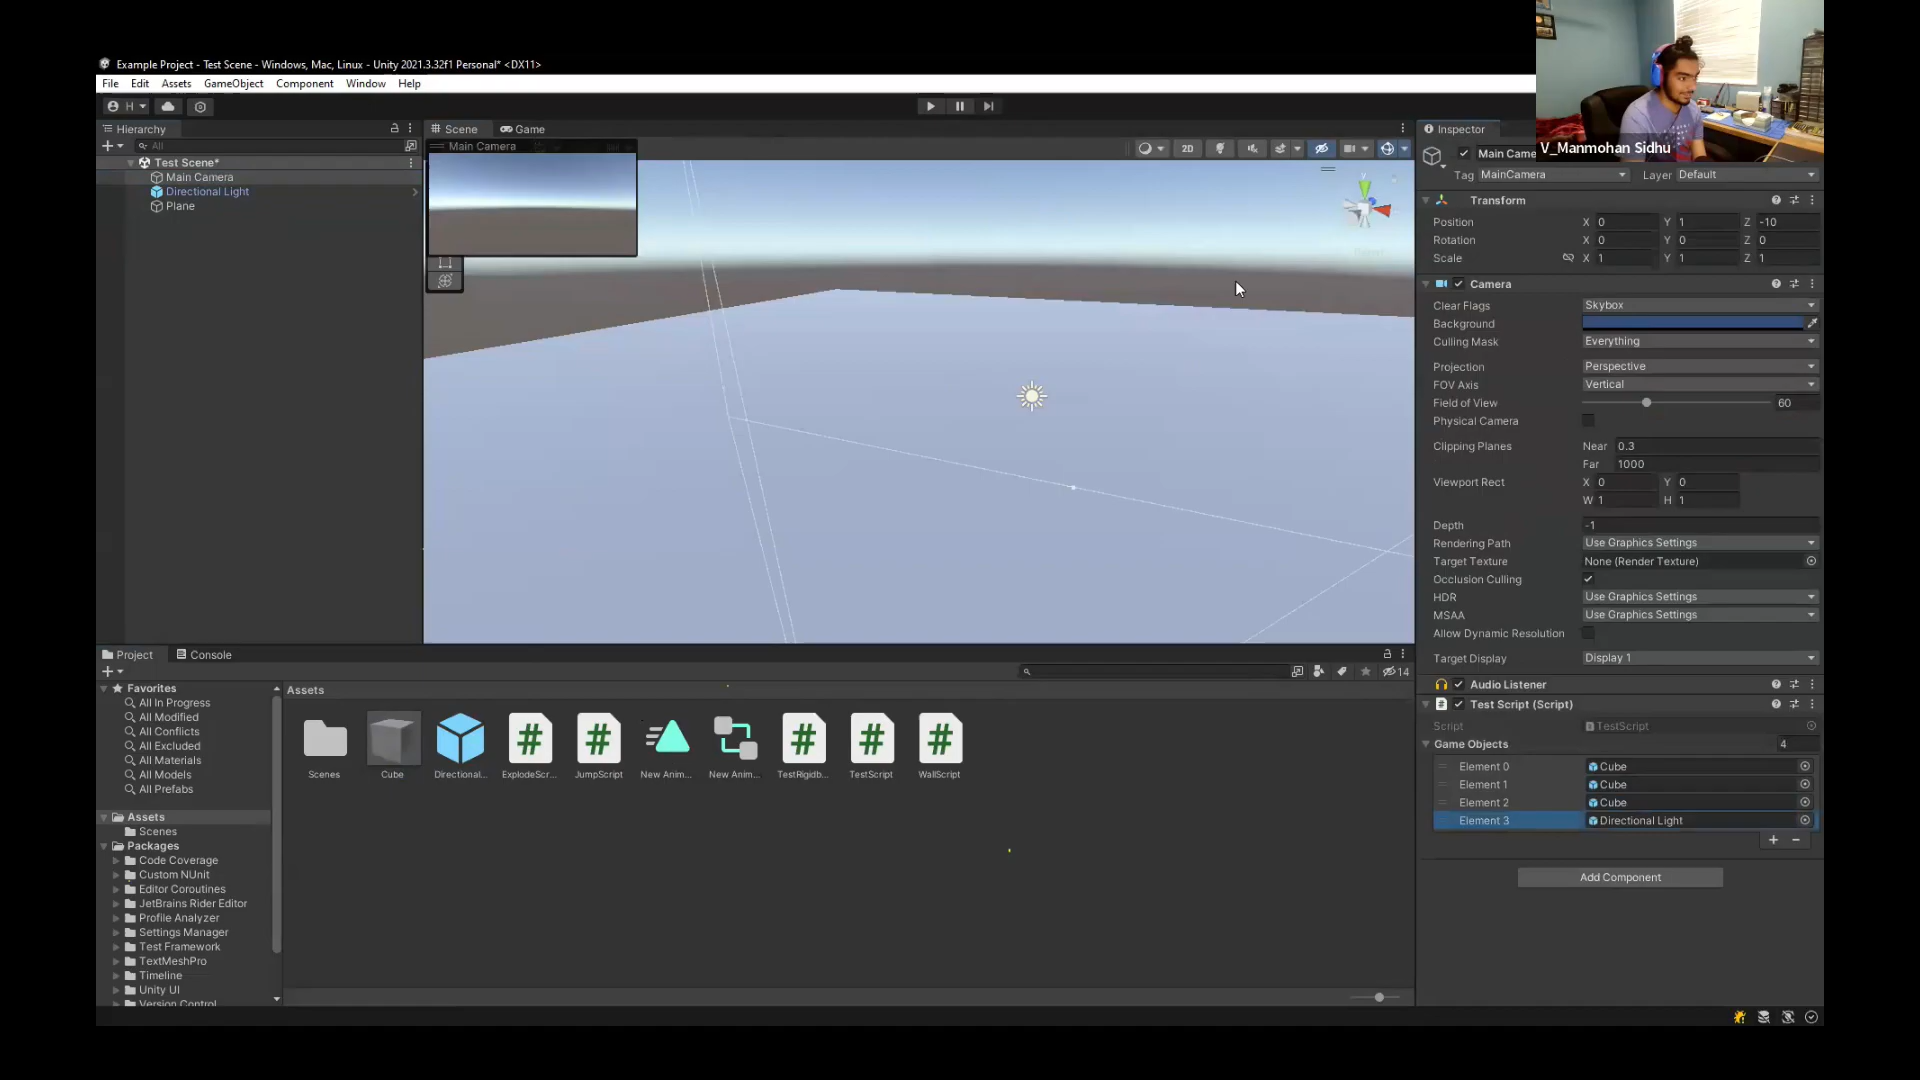 Example Project - Test Scene - Windows, Mac, Linux - Unity 2021.3.32f1 Personal* <DX11>
File Edit Assets GameObject Component Window Help
H
Hierarchy
All
Test Scene*
Main Camera
Directional Light
Plane
Scene Game
Main Camera
2D
V_Manmohan Sidhu
Inspector
Main Came
Tag MainCamera Layer Default
Transform
Position X 0 Y 1 Z -10
Rotation X 0 Y 0 Z 0
Scale X 1 Y 1 Z 1
Camera
Clear Flags Skybox
Background
Culling Mask Everything
Projection Perspective
FOV Axis Vertical
Field of View 60
Physical Camera
Clipping Planes Near 0.3
Far 1000
Viewport Rect X 0 Y 0
W 1 H 1
Depth -1
Rendering Path Use Graphics Settings
Target Texture None (Render Texture)
Occlusion Culling
HDR Use Graphics Settings
MSAA Use Graphics Settings
Allow Dynamic Resolution
Target Display Display 1
Audio Listener
Test Script (Script)
Script TestScript
Game Objects 4
Element 0 Cube
Element 1 Cube
Element 2 Cube
Element 3 Directional Light
+ -
Add Component
Project Console
14
Favorites
All In Progress
All Modified
All Conflicts
All Excluded
All Materials
All Models
All Prefabs
Assets
Scenes
Packages
Code Coverage
Custom NUnit
Editor Coroutines
JetBrains Rider Editor
Profile Analyzer
Settings Manager
Test Framework
TextMeshPro
Timeline
Unity UI
Version Control
Assets
Scenes Cube Directional... ExplodeScr... JumpScript New Anim... New Anim... TestRigidb... TestScript WallScript